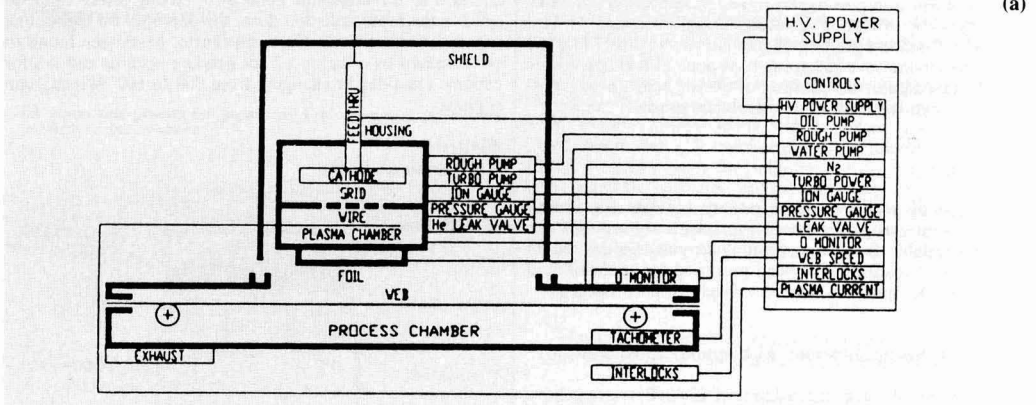 (a)
H.V. POWER
SUPPLY
SHIELD
CONTROLS
HV POWER SUPPLY
OIL PUMP
ROUGH PUMP
WATER PUMP
N2
TURBO POWER
ION GAUGE
PRESSURE GAUGE
LEAK VALVE
O MONITOR
WEB SPEED
INTERLOCKS
PLASMA CURRENT
FEEDTHRU
HOUSING
CATHODE
GRID
WIRE
PLASMA CHAMBER
FOIL
ROUGH PUMP
TURBO PUMP
ION GAUGE
PRESSURE GAUGE
He LEAK VALVE
O MONITOR
WEB
PROCESS CHAMBER
TACHOMETER
EXHAUST
INTERLOCKS